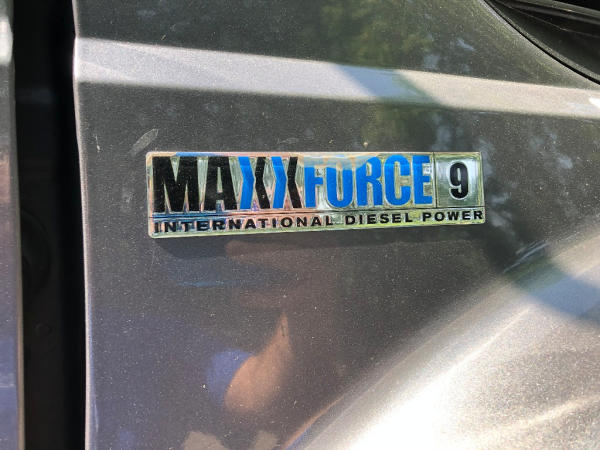 MAXXFORCE 9
INTERNATIONAL DIESEL POWER